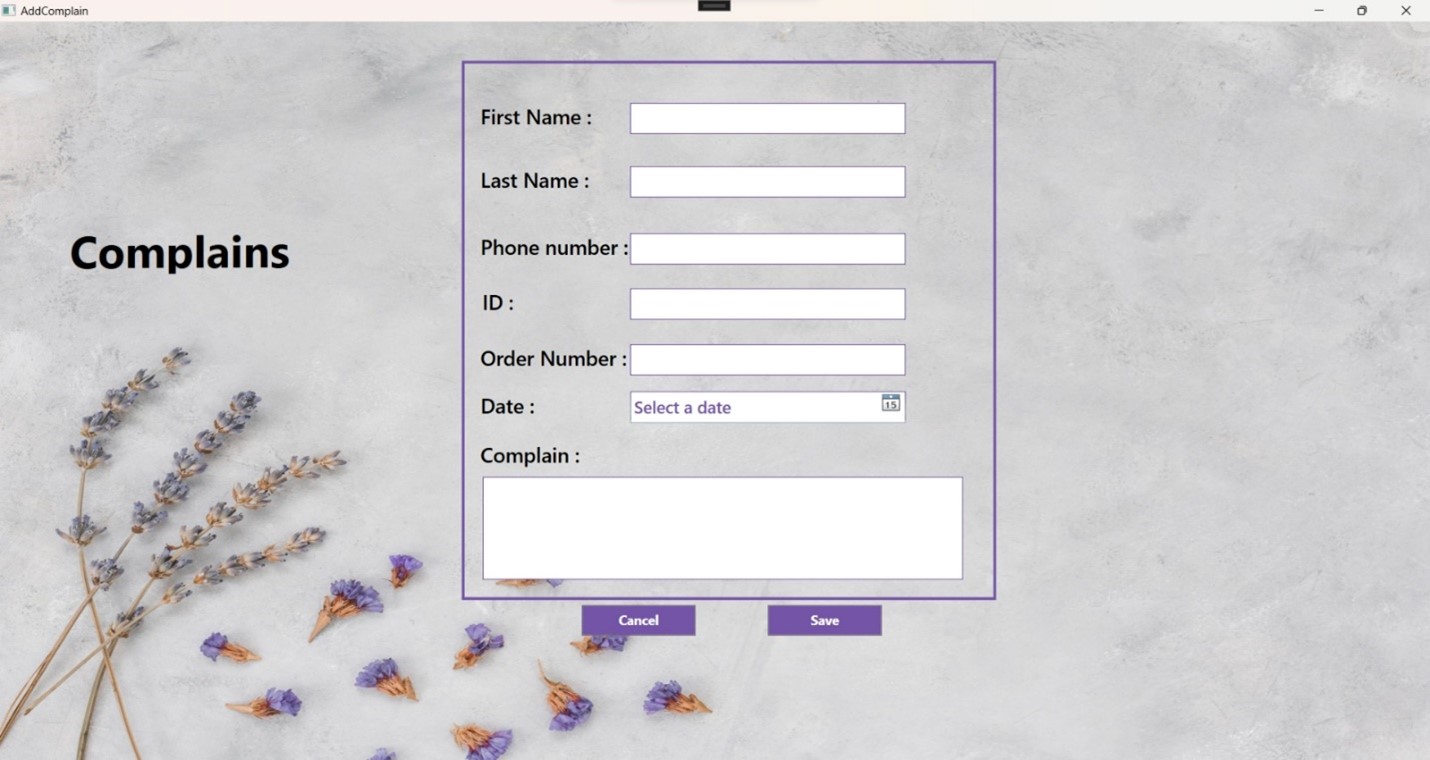 AddComplain
First Name :
Last Name :
Complains
Phone number :
ID :
Order Number :
Date :
Select a date
15
Complain :
Cancel
Save